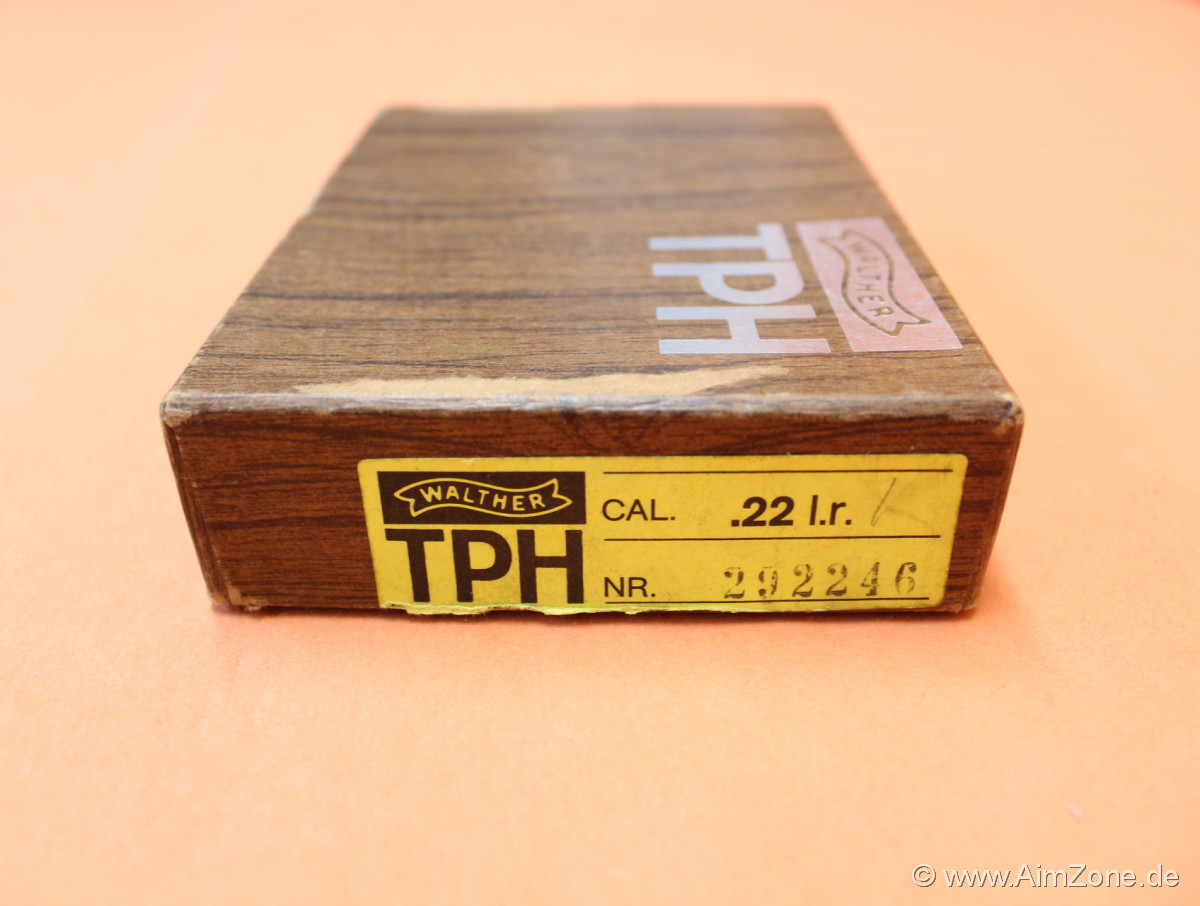 WALTHER
TPH
WALTHER
TPH
CAL. .22 l.r. K
NR. 292246
© www.AimZone.de